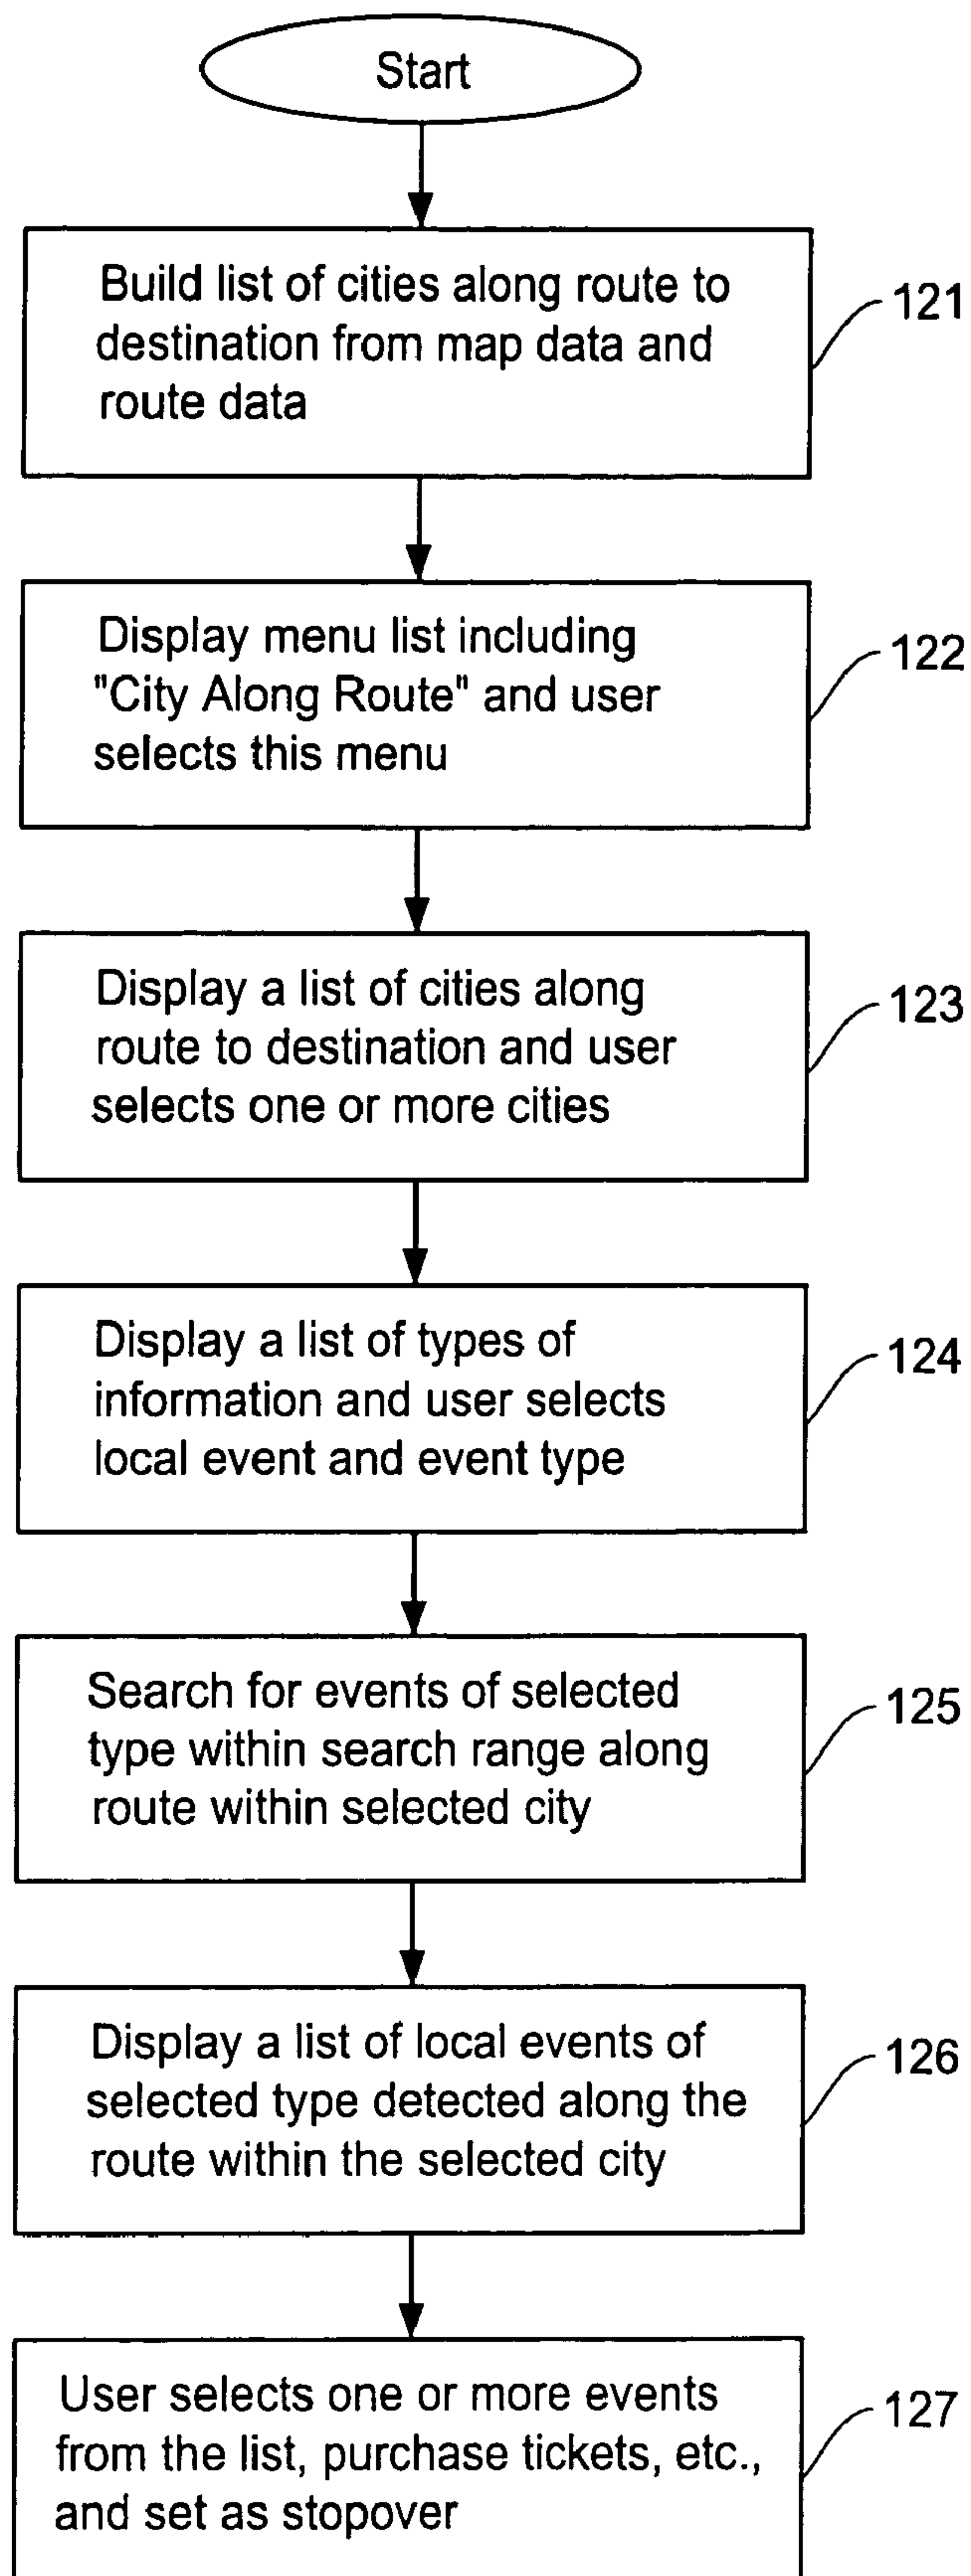 Start
Build list of cities along route to
destination from map data and
route data
121
Display menu list including
"City Along Route" and user
selects this menu
122
Display a list of cities along
route to destination and user
selects one or more cities
123
Display a list of types of
information and user selects
local event and event type
124
Search for events of selected
type within search range along
route within selected city
125
Display a list of local events of
selected type detected along the
route within the selected city
126
User selects one or more events
from the list, purchase tickets, etc.,
and set as stopover
127